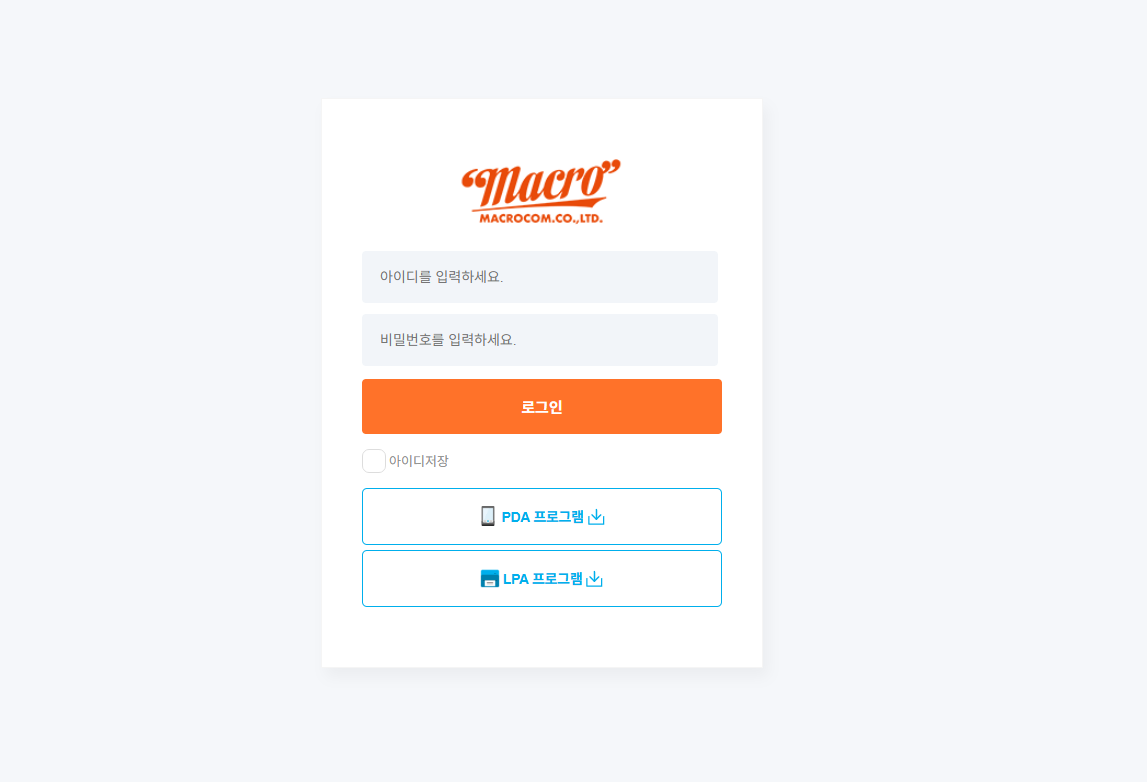 “Macro”
MACROCOM.CO.,LTD.
아이디를 입력하세요.
비밀번호를 입력하세요.
로그인
아이디저장
PDA 프로그램
LPA 프로그램